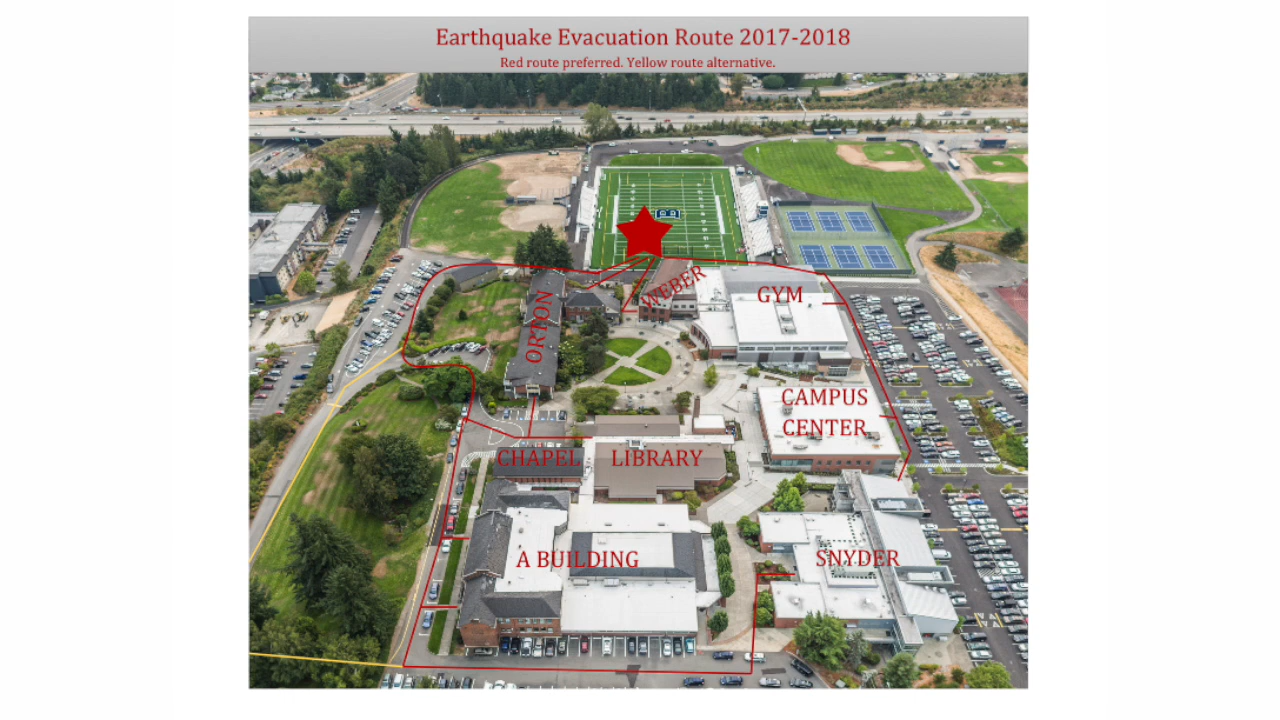 Earthquake Evacuation Route 2017-2018
Red route preferred. Yellow route alternative.
WEBER
GYM
ORTON
CAMPUS
CENTER
CHAPEL
LIBRARY
A BUILDING
SNYDER